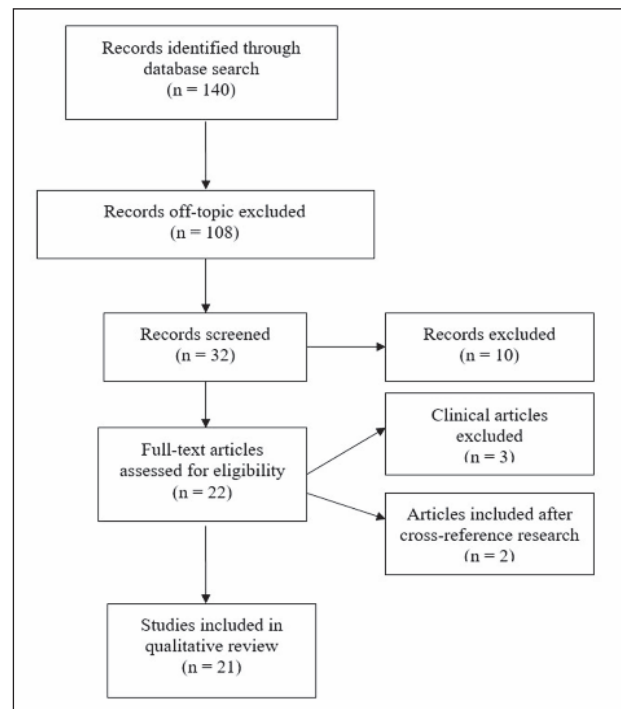 Records identified through
database search
(n = 140)
Records off-topic excluded
(n = 108)
Records screened
(n = 32)
Records excluded
(n = 10)
Full-text articles
assessed for eligibility
(n = 22)
Clinical articles
excluded
(n = 3)
Articles included after
cross-reference research
(n = 2)
Studies included in
qualitative review
(n = 21)